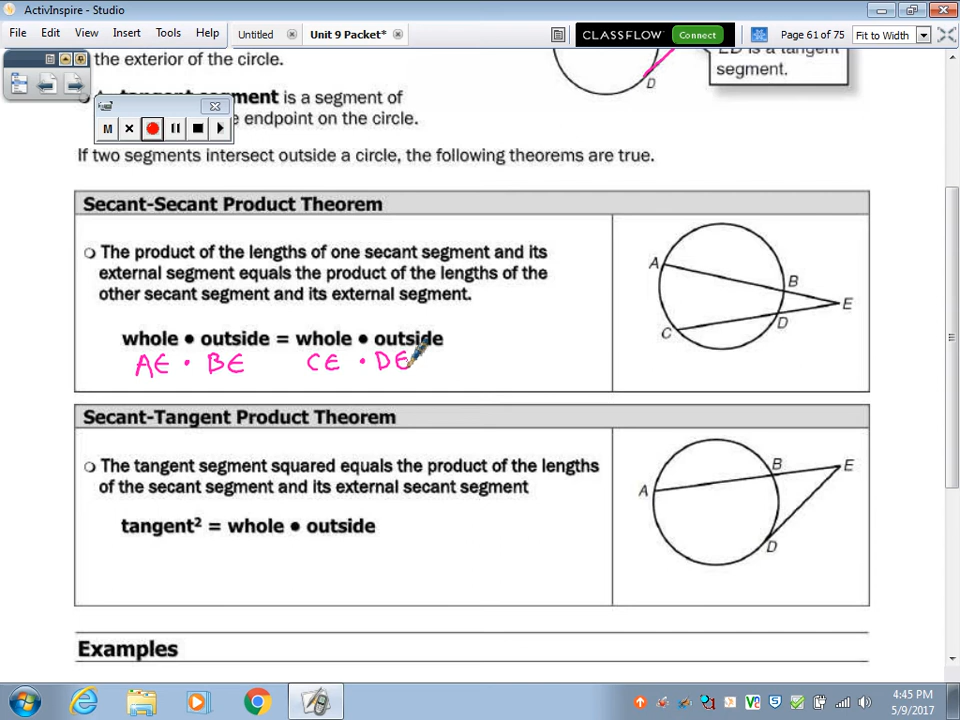 ActivInspire - Studio
File Edit View Insert Tools Help Untitled Unit 9 Packet* CLASSFLOW Connect Page 61 of 75 Fit to Width
the exterior of the circle.
ED is a tangent
segment.
D
tangent segment is a segment of
endpoint on the circle.
M
If two segments intersect outside a circle, the following theorems are true.
Secant-Secant Product Theorem
The product of the lengths of one secant segment and its
external segment equals the product of the lengths of the
other secant segment and its external segment.
whole • outside = whole • outside
AE · BE CE · DE
A
B
E
D
C
Secant-Tangent Product Theorem
The tangent segment squared equals the product of the lengths
of the secant segment and its external secant segment
tangent² = whole • outside
B
E
A
D
Examples
4:45 PM
5/9/2017